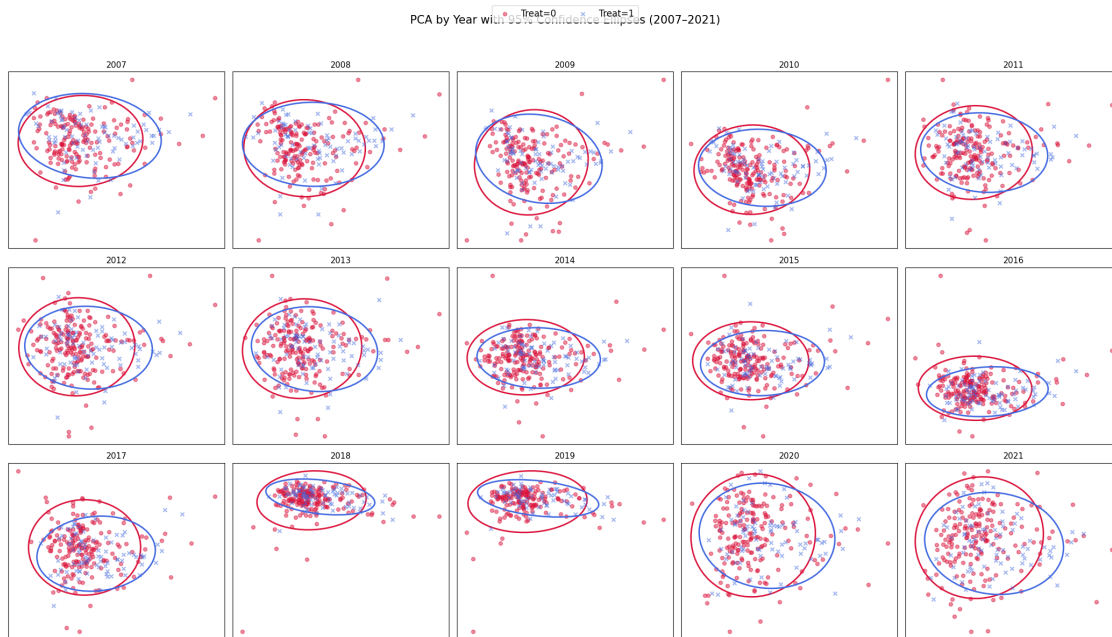 PCA by Year with 95% Confidence Ellipses (2007–2021)
Treat=0 Treat=1
2007 2008 2009 2010 2011
2012 2013 2014 2015 2016
2017 2018 2019 2020 2021